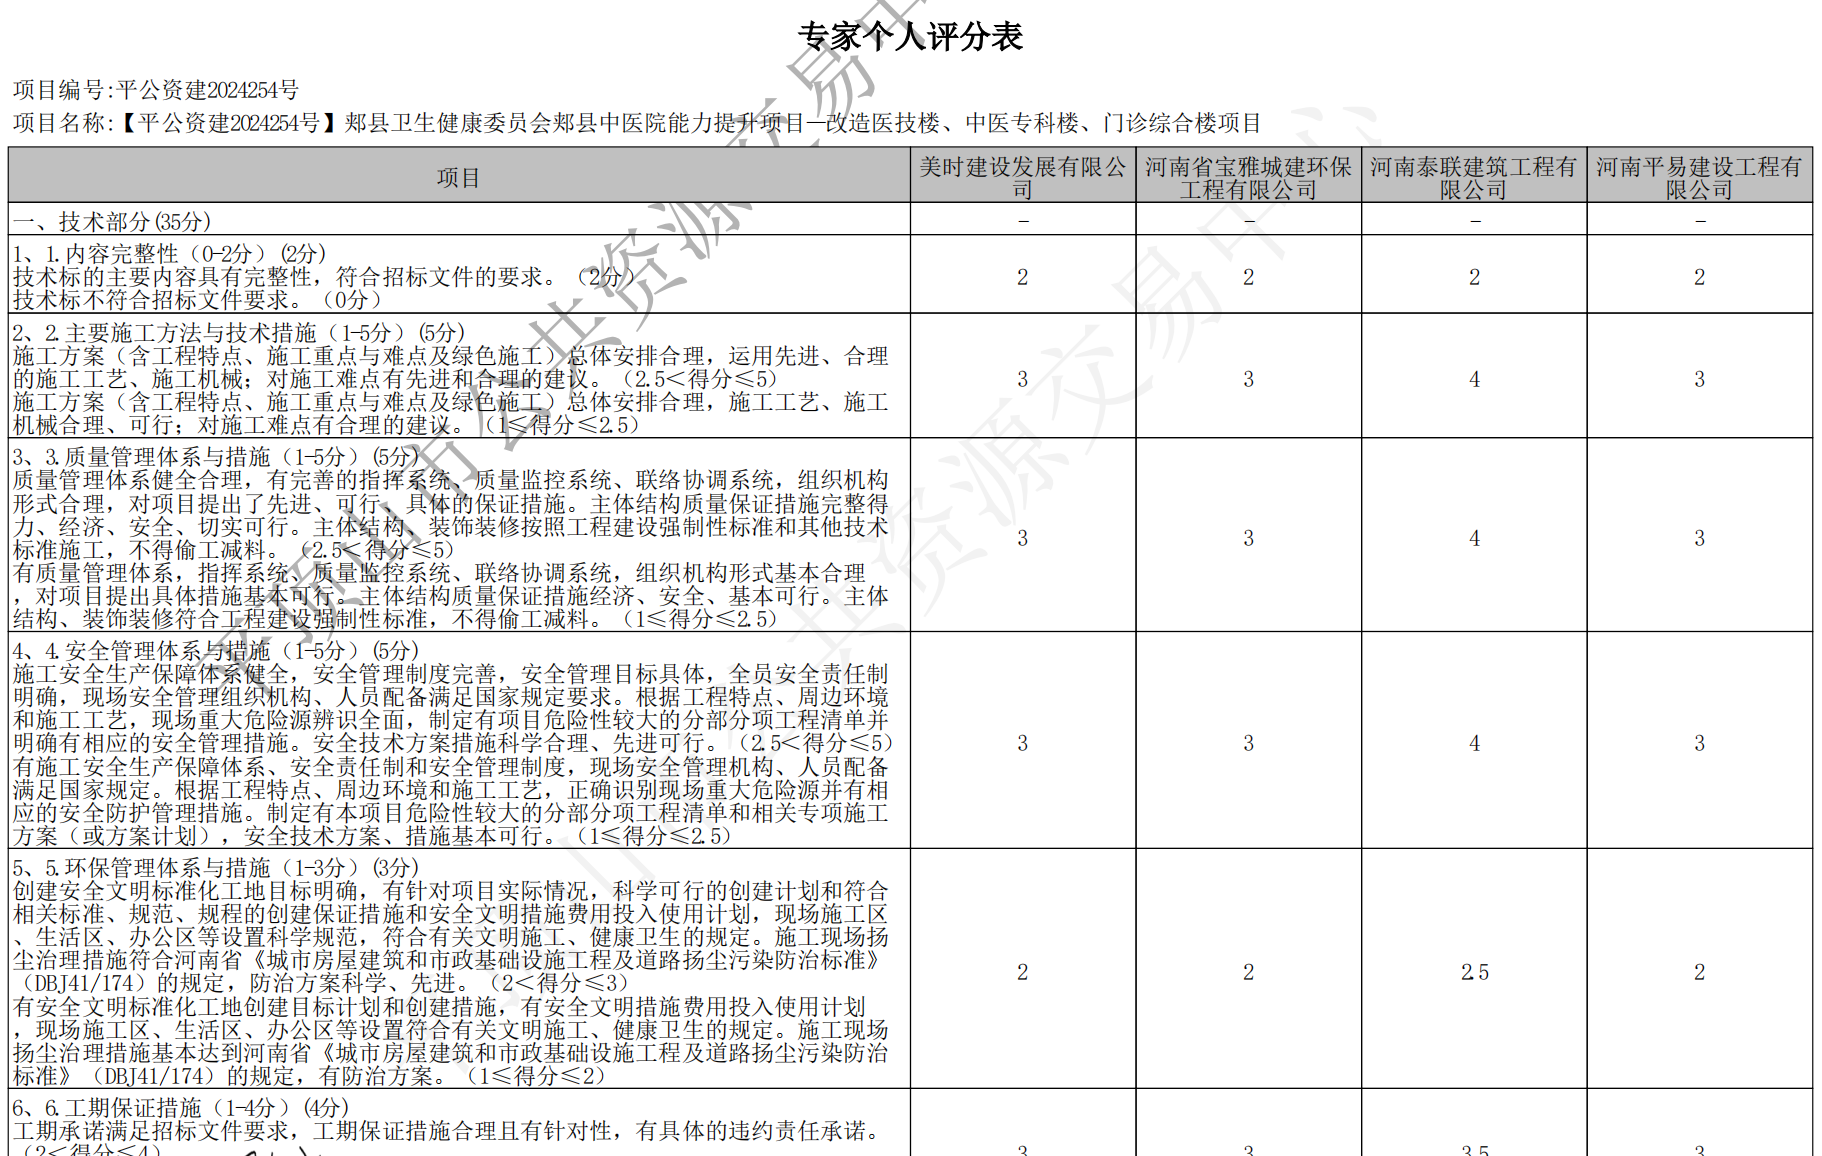 专家个人评分表
项目编号:平公资建2024254号
项目名称:【平公资建2024254号】郏县卫生健康委员会郏县中医院能力提升项目—改造医技楼、中医专科楼、门诊综合楼项目
项目 美时建设发展有限公司 河南省宝雅城建环保工程有限公司 河南泰联建筑工程有限公司 河南平易建设工程有限公司
一、技术部分(35分) - - - -
1、1.内容完整性（0-2分）(2分)
技术标的主要内容具有完整性，符合招标文件的要求。（2分） 2 2 2 2
技术标不符合招标文件要求。（0分）
2、2.主要施工方法与技术措施（1-5分）(5分)
施工方案（含工程特点、施工重点与难点及绿色施工）总体安排合理，运用先进、合理
的施工工艺、施工机械；对施工难点有先进和合理的建议。（2.5＜得分≤5） 3 3 4 3
施工方案（含工程特点、施工重点与难点及绿色施工）总体安排合理，施工工艺、施工
机械合理、可行；对施工难点有合理的建议。（1≤得分≤2.5）
3、3.质量管理体系与措施（1-5分）(5分)
质量管理体系健全合理，有完善的指挥系统、质量监控系统、联络协调系统，组织机构
形式合理，对项目提出了先进、可行、具体的保证措施。主体结构质量保证措施完整得
力、经济、安全、切实可行。主体结构、装饰装修按照工程建设强制性标准和其他技术 3 3 4 3
标准施工，不得偷工减料。（2.5＜得分≤5）
有质量管理体系，指挥系统、质量监控系统、联络协调系统，组织机构形式基本合理
，对项目提出具体措施基本可行。主体结构质量保证措施经济、安全、基本可行。主体
结构、装饰装修符合工程建设强制性标准，不得偷工减料。（1≤得分≤2.5）
4、4.安全管理体系与措施（1-5分）(5分)
施工安全生产保障体系健全，安全管理制度完善，安全管理目标具体，全员安全责任制
明确，现场安全管理组织机构、人员配备满足国家规定要求。根据工程特点、周边环境
和施工工艺，现场重大危险源辨识全面，制定有项目危险性较大的分部分项工程清单并
明确有相应的安全管理措施。安全技术方案措施科学合理、先进可行。（2.5＜得分≤5） 3 3 4 3
有施工安全生产保障体系、安全责任制和安全管理制度，现场安全管理机构、人员配备
满足国家规定。根据工程特点、周边环境和施工工艺，正确识别现场重大危险源并有相
应的安全防护管理措施。制定有本项目危险性较大的分部分项工程清单和相关专项施工
方案（或方案计划），安全技术方案、措施基本可行。（1≤得分≤2.5）
5、5.环保管理体系与措施（1-3分）(3分)
创建安全文明标准化工地目标明确，有针对项目实际情况，科学可行的创建计划和符合
相关标准、规范、规程的创建保证措施和安全文明措施费用投入使用计划，现场施工区
、生活区、办公区等设置科学规范，符合有关文明施工、健康卫生的规定。施工现场扬
尘治理措施符合河南省《城市房屋建筑和市政基础设施工程及道路扬尘污染防治标准》
（DBJ41/174）的规定，防治方案科学、先进。（2＜得分≤3） 2 2 2.5 2
有安全文明标准化工地创建目标计划和创建措施，有安全文明措施费用投入使用计划
，现场施工区、生活区、办公区等设置符合有关文明施工、健康卫生的规定。施工现场
扬尘治理措施基本达到河南省《城市房屋建筑和市政基础设施工程及道路扬尘污染防治
标准》（DBJ41/174）的规定，有防治方案。（1≤得分≤2）
6、6.工期保证措施（1-4分）(4分)
工期承诺满足招标文件要求，工期保证措施合理且有针对性，有具体的违约责任承诺。
（2＜得分≤4） 3 3 3.5 3
平顶山市公共资源交易中心
山市公共资源交易中心